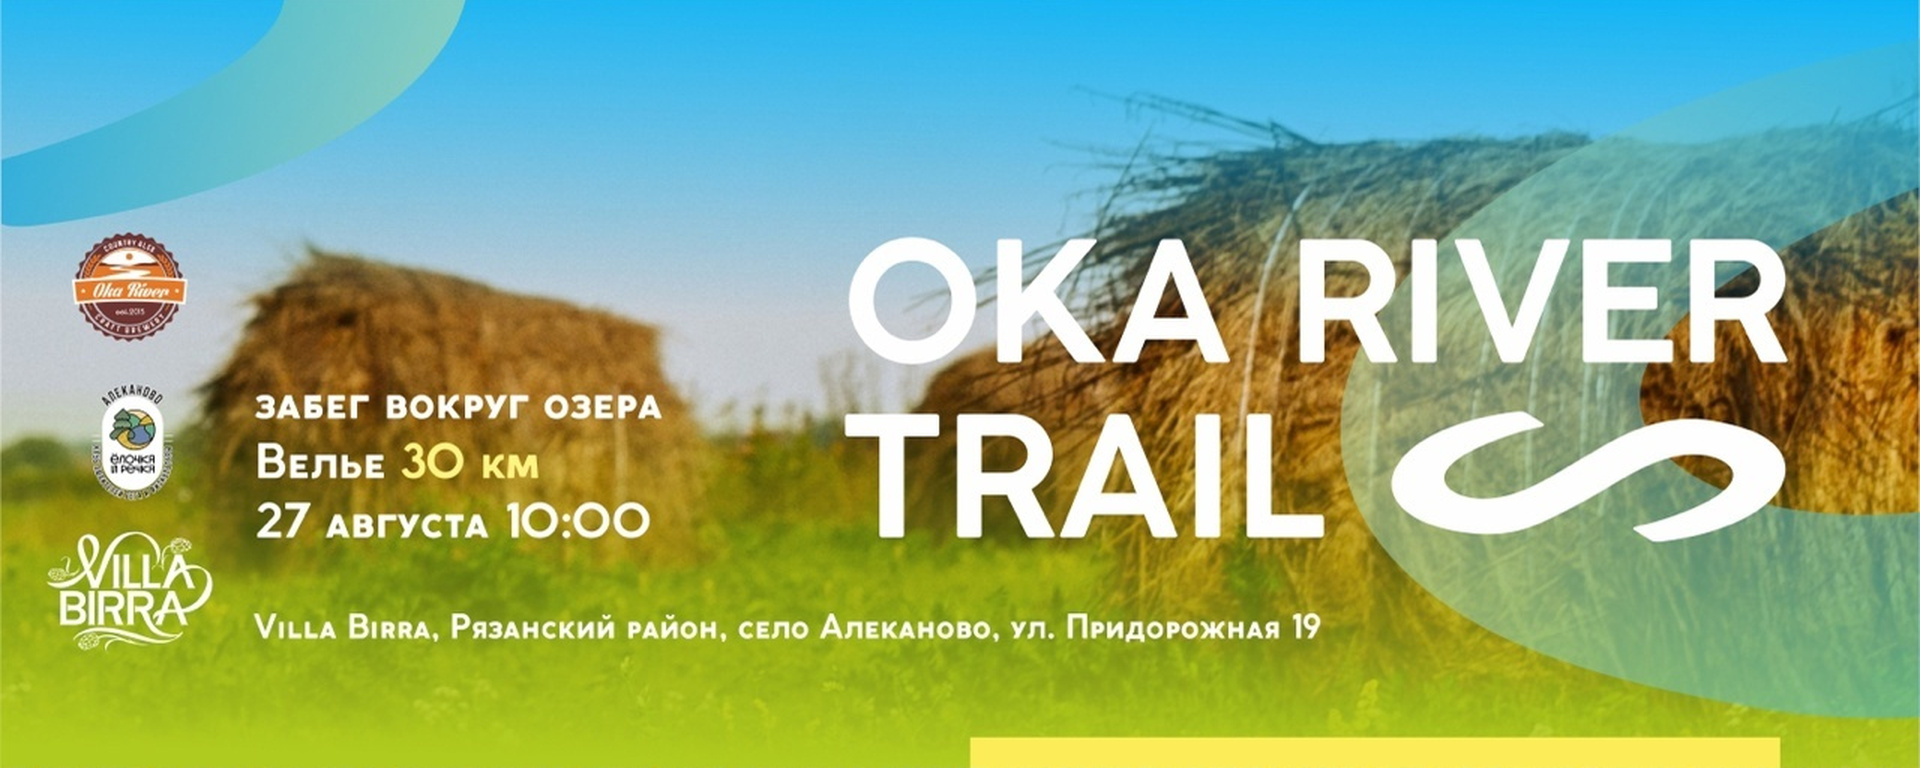 OKA RIVER
TRAIL
COUNTRY ALES
Oka River
est. 2015
CRAFT BREWERY
АЛЕКАНОВО
ЁЛОЧКА
И РЕЧКА
VILLA
BIRRA
ЗАБЕГ ВОКРУГ ОЗЕРА
ВЕЛЬЕ 30 КМ
27 АВГУСТА 10:00
VILLA BIRRA, РЯЗАНСКИЙ РАЙОН, СЕЛО АЛЕКАНОВО, УЛ. ПРИДОРОЖНАЯ 19